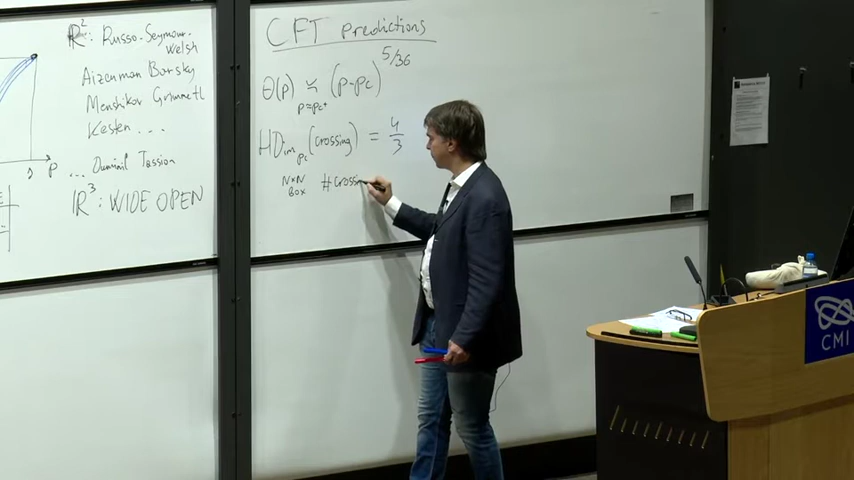 ℝ²: Russo-Seymour-
Welsh
Aizenman Barsky
Menshikov Grimmett
Kesten ...
... Duminil Tassion
ℝ³: WIDE OPEN
p
CFT predictions
θ(p) ≍ (p-pc)^5/36
p≈pc+
HDim pc (crossing) = 4/3
N×N
BOX
#crossi
CMI